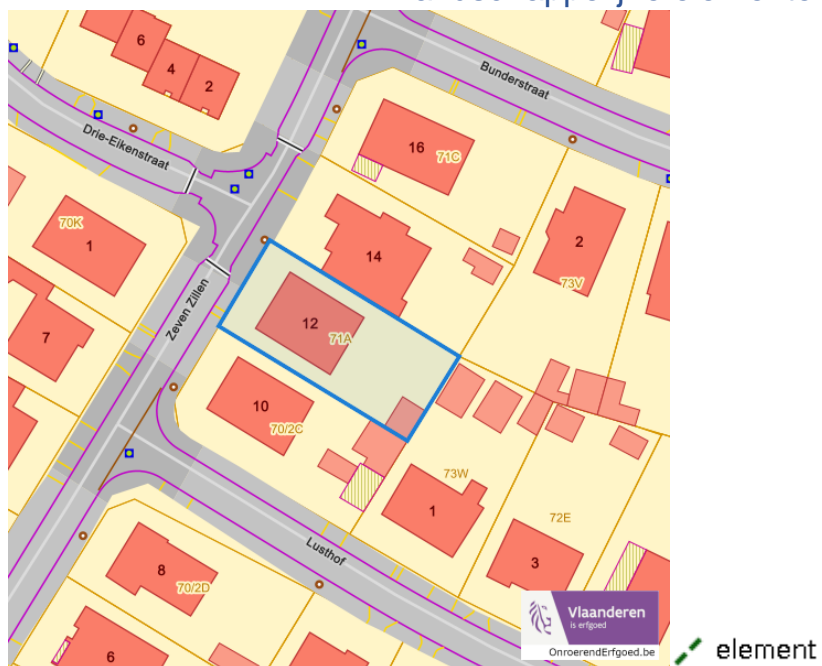 6
4
2
Bunderstraat
Drie-Eikenstraat
16
71C
70K
1
2
14
73V
Zeven Zillen
12
71A
7
10
70/2C
73W
1
72E
3
Lusthof
8
70/2D
6
Vlaanderen
is erfgoed
OnroerendErfgoed.be
element